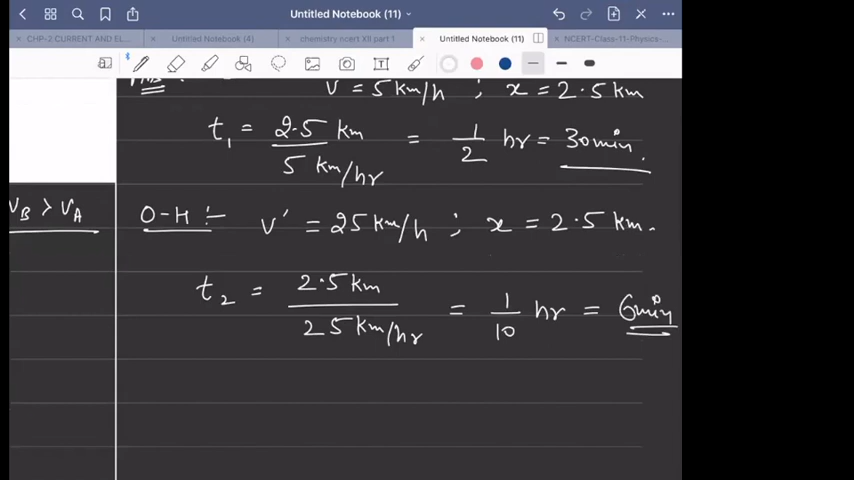 Untitled Notebook (11)
CHP-2 CURRENT AND EL...
Untitled Notebook (4)
chemistry ncert XII part 1
Untitled Notebook (11)
NCERT-Class-11-Physics-...
v = 5 km/h ; x = 2.5 km
t₁ = 2.5 km / 5 km/hr = 1/2 hr = 30 min.
V_B > V_A
O-H :- v' = 25 km/h ; x = 2.5 km.
t₂ = 2.5 km / 25 km/hr = 1/10 hr = 6 min